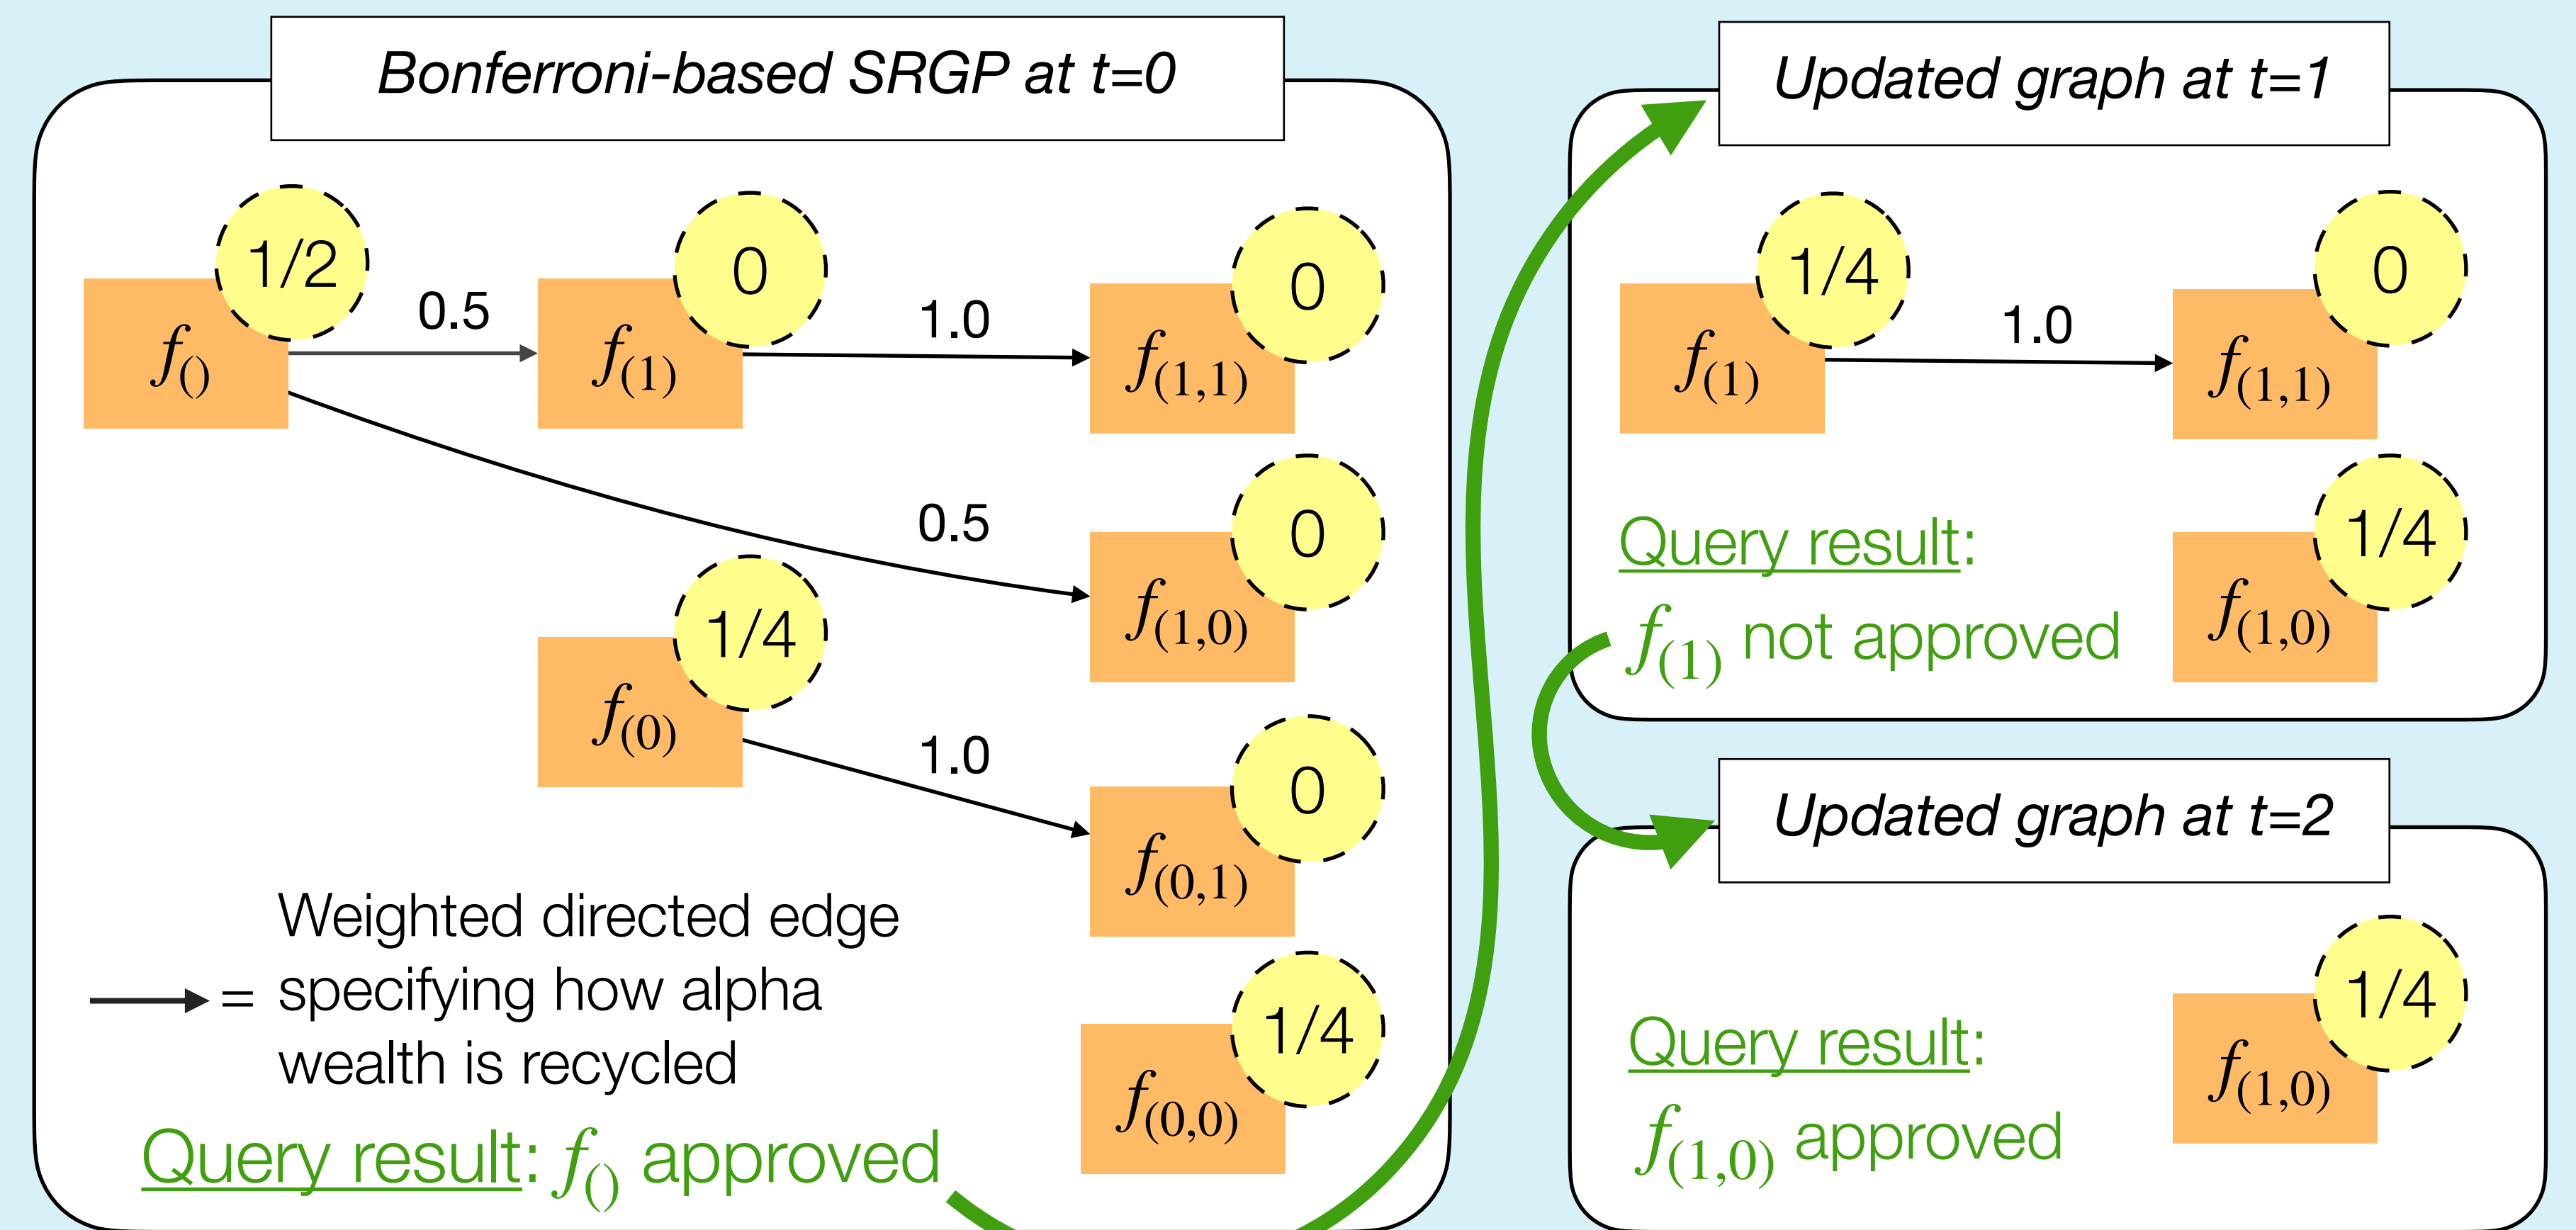 Bonferroni-based SRGP at t=0
1/2
f()
0.5
0
f(1)
1.0
0
f(1,1)
0.5
0
f(1,0)
1/4
f(0)
1.0
0
f(0,1)
1/4
f(0,0)
= Weighted directed edge
specifying how alpha
wealth is recycled
Query result: f() approved
Updated graph at t=1
1/4
f(1)
1.0
0
f(1,1)
1/4
f(1,0)
Query result:
f(1) not approved
Updated graph at t=2
1/4
f(1,0)
Query result:
f(1,0) approved